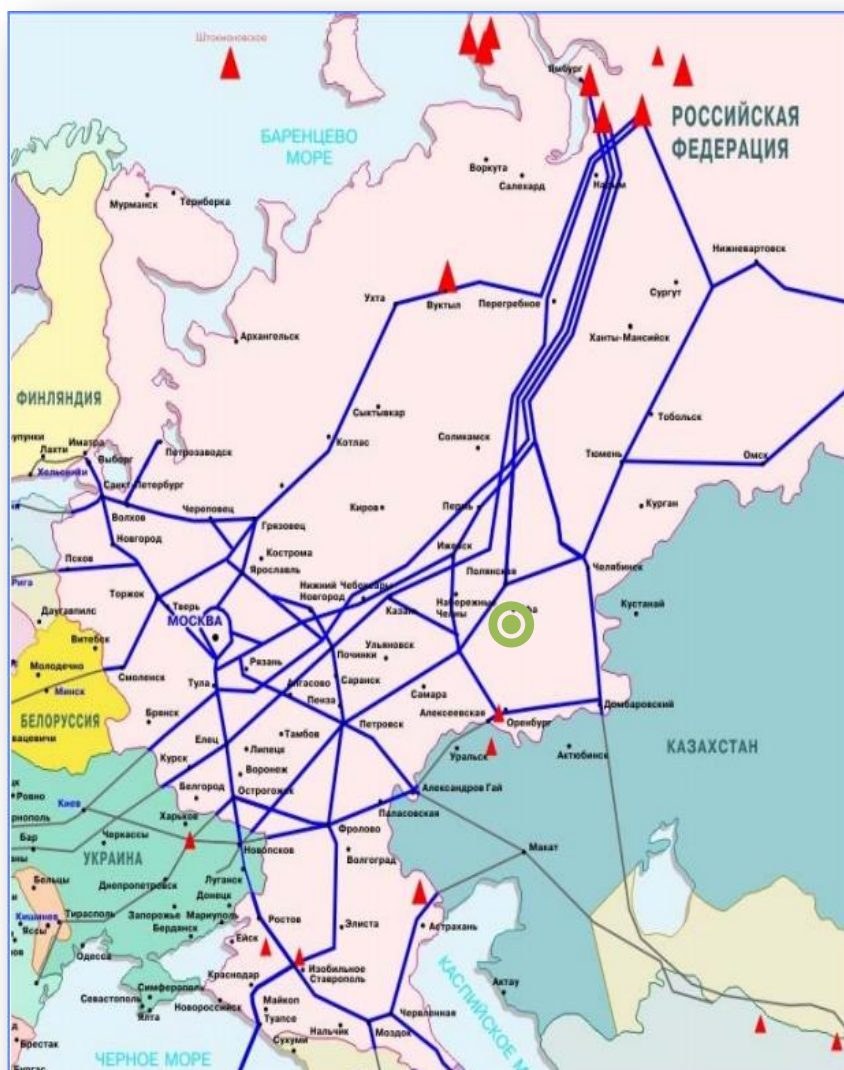 Штокмановское
Ямбург
РОССИЙСКАЯ
ФЕДЕРАЦИЯ
БАРЕНЦЕВО
МОРЕ
Воркута
Салехард
Мурманск
Териберка
Нижневартовск
Сургут
Ухта
Вуктыл
Перегребное
Ханты-Мансийск
Архангельск
ФИНЛЯНДИЯ
Сыктывкар
Тобольск
Котлас
Соликамск
Иматра
Лахти
Выборг
Петрозаводск
Тюмень
Омск
Хельсинки
Санкт-Петербург
Череповец
Киров
Пермь
Курган
Волхов
Грязовец
Новгород
Кострома
Ижевск
Псков
Ярославль
Полянская
Челябинск
Рига
Торжок
Нижний
Новгород
Чебоксары
Тверь
МОСКВА
Казань
Набережные
Челны
Кустанай
Даугавпилс
Витебск
Ульяновск
Молодечно
Минск
Смоленск
Рязань
Починки
Саранск
Тула
Пенза
Самара
БЕЛОРУССИЯ
Брянск
Алексеевская
Оренбург
Домбаровский
Петровск
Тамбов
Елец
Липецк
Курск
Воронеж
Уральск
Актюбинск
КАЗАХСТАН
Белгород
Острогожск
Александров Гай
Ровно
Киев
Харьков
Паласовская
Фролово
Бар
Черкассы
Новопсков
Волгоград
Макат
УКРАИНА
Бельцы
Днепропетровск
Луганск
Донецк
Кишинев
Яссы
Тирасполь
Запорожье
Мариуполь
Бердянск
Ростов
Элиста
Астрахань
Одесса
Ейск
Изобильное
Ставрополь
Симферополь
Севастополь
Ялта
Краснодар
Новороссийск
Майкоп
Туапсе
Сухуми
Нальчик
Моздок
Червленная
Актау
Брестак
ЧЕРНОЕ МОРЕ